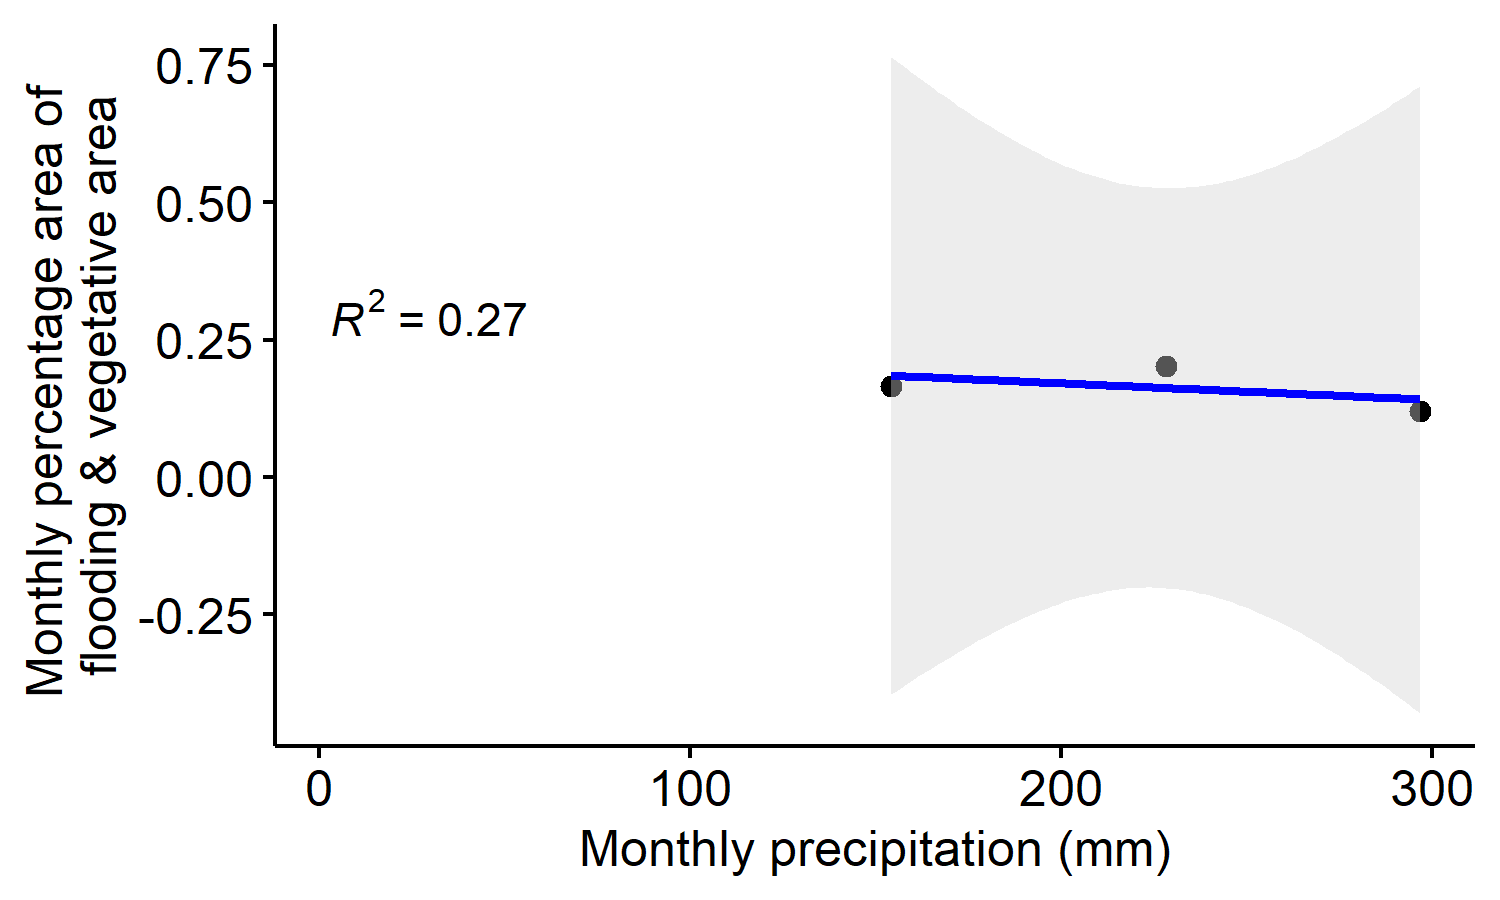 Monthly percentage area of
flooding & vegetative area
0.75
0.50
0.25
0.00
-0.25
R² = 0.27
0 100 200 300
Monthly precipitation (mm)